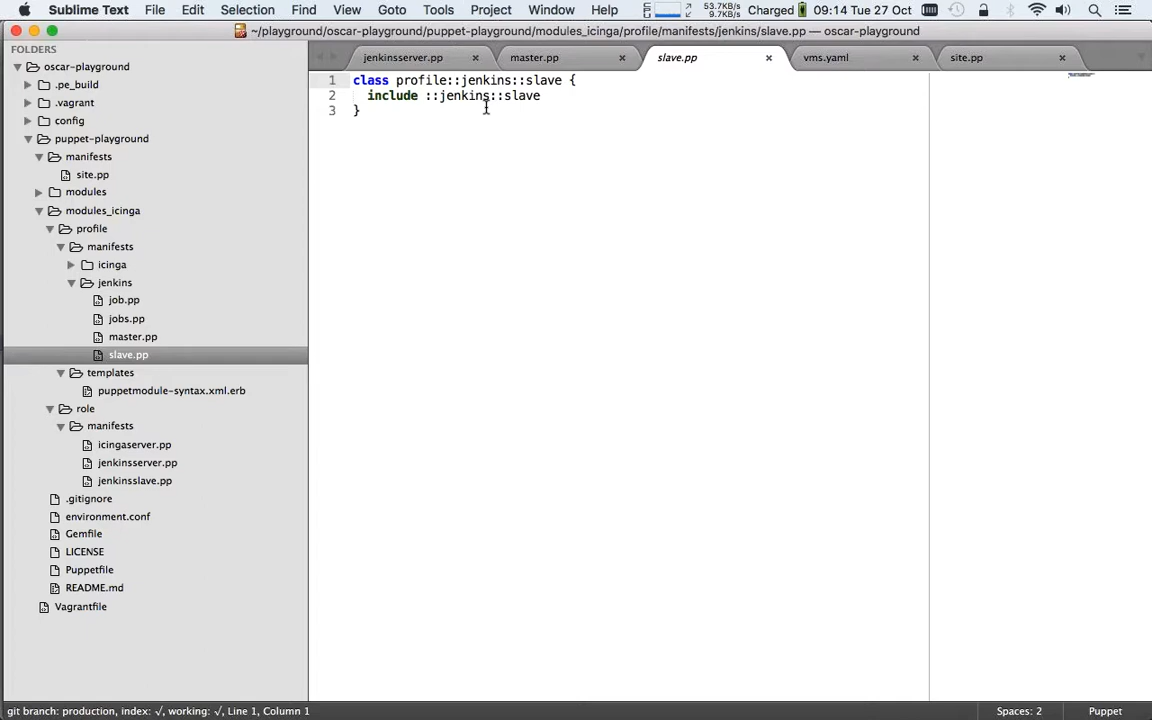 Sublime Text File Edit Selection Find View Goto Tools Project Window Help 53.7KB/s 9.7KB/s Charged 09:14 Tue 27 Oct
~/playground/oscar-playground/puppet-playground/modules_icinga/profile/manifests/jenkins/slave.pp — oscar-playground
FOLDERS
oscar-playground
.pe_build
.vagrant
config
puppet-playground
manifests
site.pp
modules
modules_icinga
profile
manifests
icinga
jenkins
job.pp
jobs.pp
master.pp
slave.pp
templates
puppetmodule-syntax.xml.erb
role
manifests
icingaserver.pp
jenkinsserver.pp
jenkinsslave.pp
.gitignore
environment.conf
Gemfile
LICENSE
Puppetfile
README.md
Vagrantfile
jenkinsserver.pp master.pp slave.pp vms.yaml site.pp
1 class profile::jenkins::slave {
2 include ::jenkins::slave
3 }
git branch: production, index: √, working: √, Line 1, Column 1 Spaces: 2 Puppet